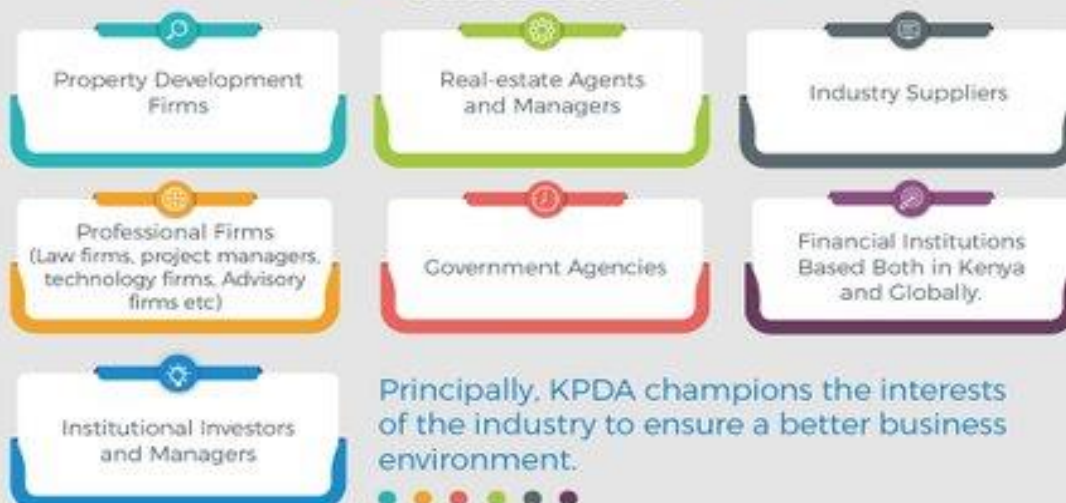 Property Development
Firms
Real-estate Agents
and Managers
Industry Suppliers
Professional Firms
(Law firms, project managers,
technology firms, Advisory
firms etc)
Government Agencies
Financial Institutions
Based Both in Kenya
and Globally.
Institutional Investors
and Managers
Principally, KPDA champions the interests
of the industry to ensure a better business
environment.